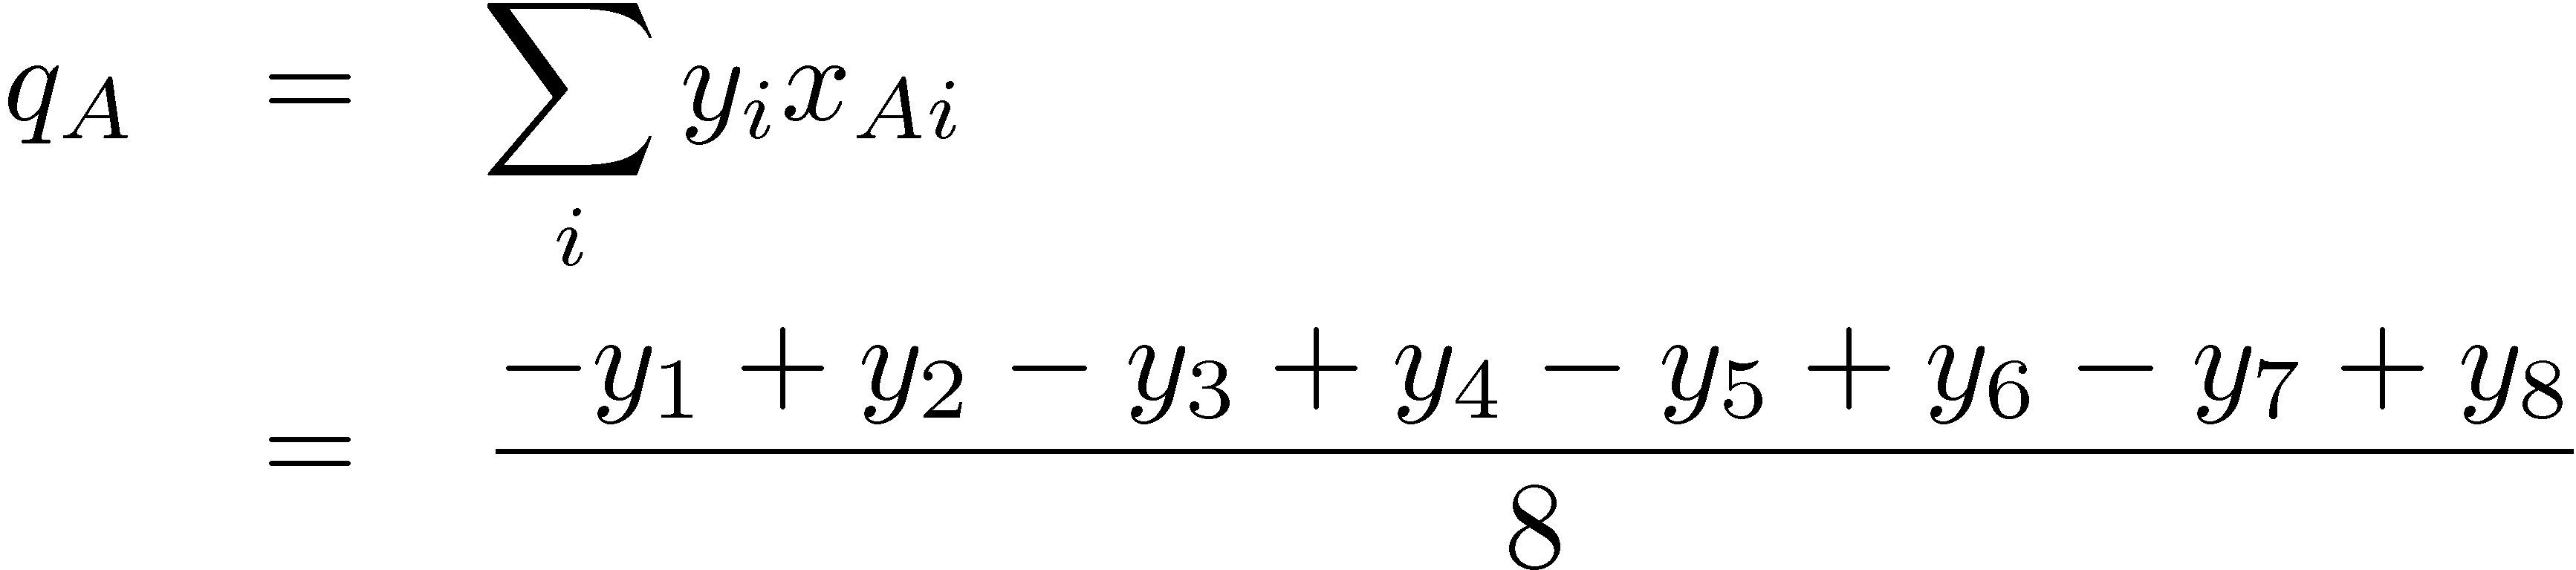 q_A = \sum_i y_i x_{Ai}
= \frac{-y_1 + y_2 - y_3 + y_4 - y_5 + y_6 - y_7 + y_8}{8}